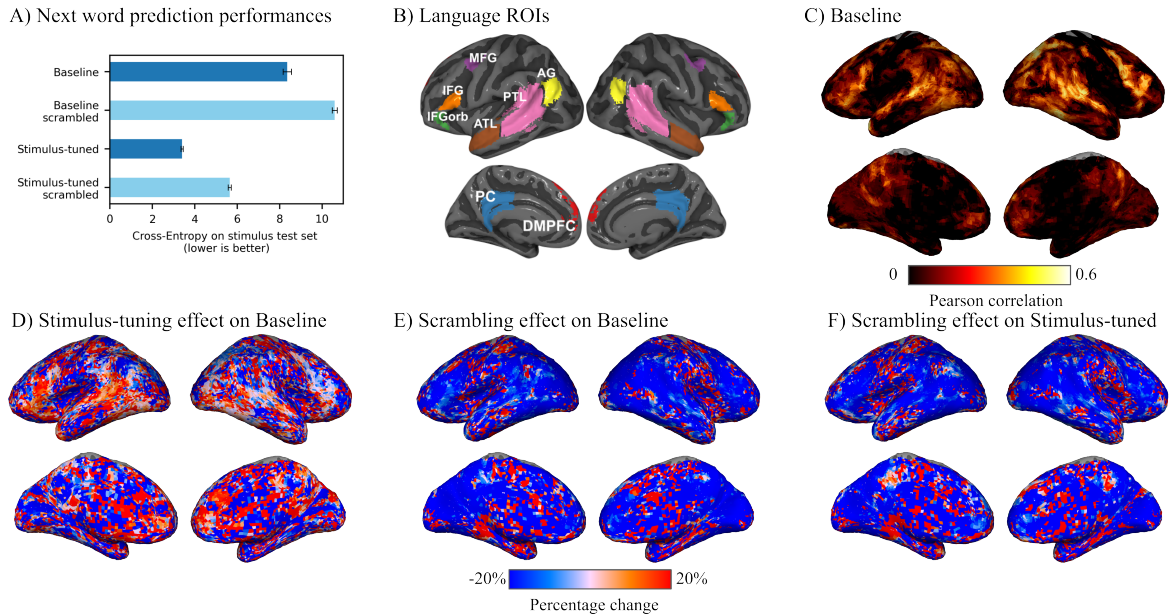 A) Next word prediction performances
Baseline
Baseline
scrambled
Stimulus-tuned
Stimulus-tuned
scrambled
0 2 4 6 8 10
Cross-Entropy on stimulus test set
(lower is better)
B) Language ROIs
MFG
IFG
IFGorb
AG
PTL
ATL
PC
DMPFC
C) Baseline
0 0.6
Pearson correlation
D) Stimulus-tuning effect on Baseline
E) Scrambling effect on Baseline
F) Scrambling effect on Stimulus-tuned
-20% 20%
Percentage change